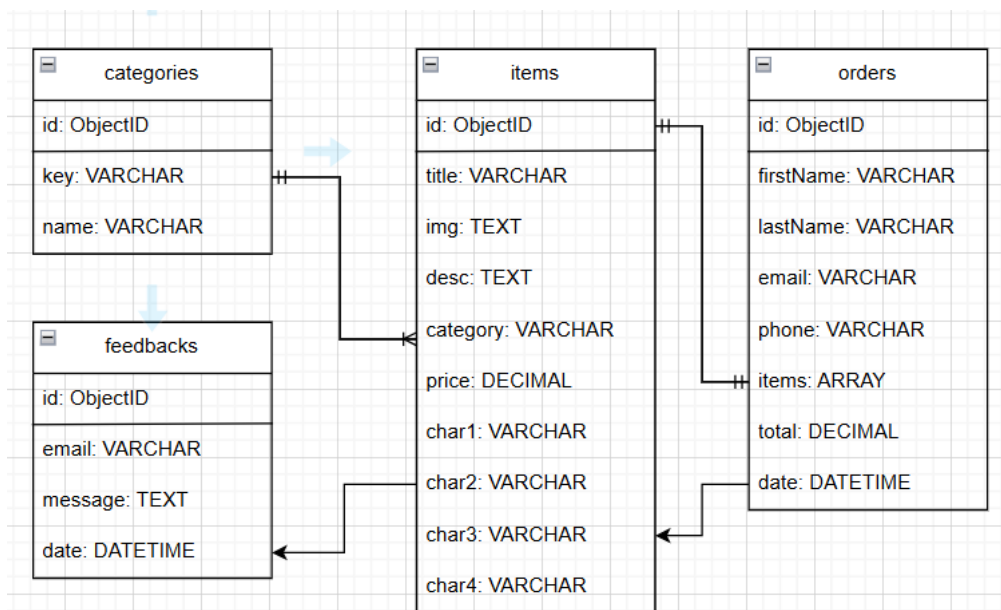 categories
id: ObjectID
key: VARCHAR
name: VARCHAR
feedbacks
id: ObjectID
email: VARCHAR
message: TEXT
date: DATETIME
items
id: ObjectID
title: VARCHAR
img: TEXT
desc: TEXT
category: VARCHAR
price: DECIMAL
char1: VARCHAR
char2: VARCHAR
char3: VARCHAR
char4: VARCHAR
orders
id: ObjectID
firstName: VARCHAR
lastName: VARCHAR
email: VARCHAR
phone: VARCHAR
items: ARRAY
total: DECIMAL
date: DATETIME